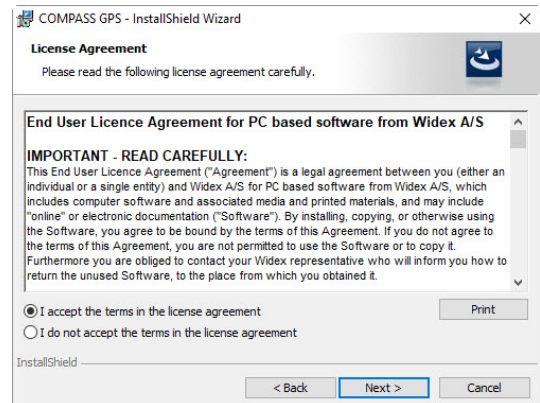 COMPASS GPS - InstallShield Wizard
License Agreement
Please read the following license agreement carefully.
End User Licence Agreement for PC based software from Widex A/S
IMPORTANT - READ CAREFULLY:
This End User Licence Agreement ("Agreement") is a legal agreement between you (either an
individual or a single entity) and Widex A/S for PC based software from Widex A/S, which
includes computer software and associated media and printed materials, and may include
"online" or electronic documentation ("Software"). By installing, copying, or otherwise using
the Software, you agree to be bound by the terms of this Agreement. If you do not agree to
the terms of this Agreement, you are not permitted to use the Software or to copy it.
Furthermore you are obliged to contact your Widex representative who will inform you how to
return the unused Software, to the place from which you obtained it.
I accept the terms in the license agreement
Print
I do not accept the terms in the license agreement
InstallShield
< Back
Next >
Cancel